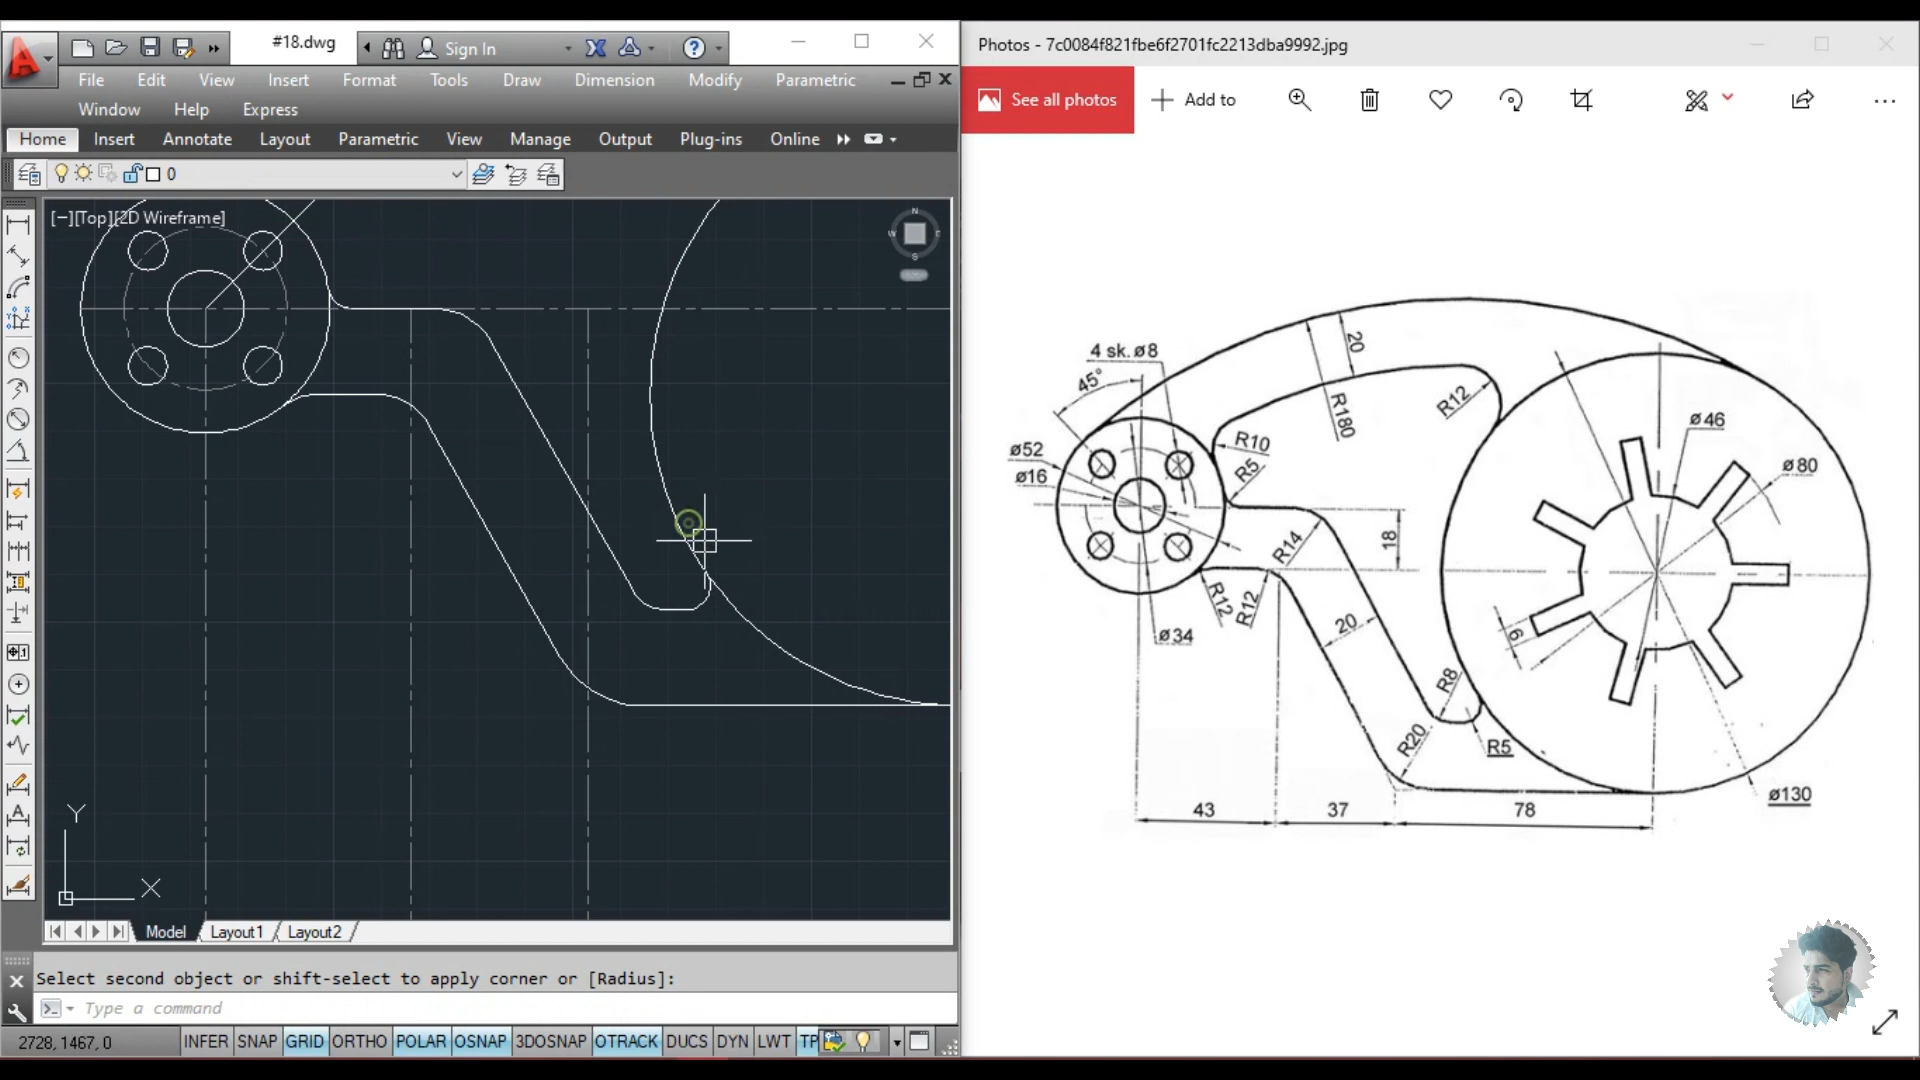 #18.dwg
Sign In
File Edit View Insert Format Tools Draw Dimension Modify Parametric
Window Help Express
Home Insert Annotate Layout Parametric View Manage Output Plug-ins Online
0
[−][Top][2D Wireframe]
N
W
E
S
Y
X
Model Layout1 Layout2
Select second object or shift-select to apply corner or [Radius]:
Type a command
2728, 1467, 0
INFER SNAP GRID ORTHO POLAR OSNAP 3DOSNAP OTRACK DUCS DYN LWT TP
Photos - 7c0084f821fbe6f2701fc2213dba9992.jpg
See all photos
Add to
20
4 sk. ø8
45°
R180
R12
ø46
R10
ø52
R5
ø80
ø16
R14
18
R12
R12
ø34
20
6
R8
R20
R5
ø130
43
37
78